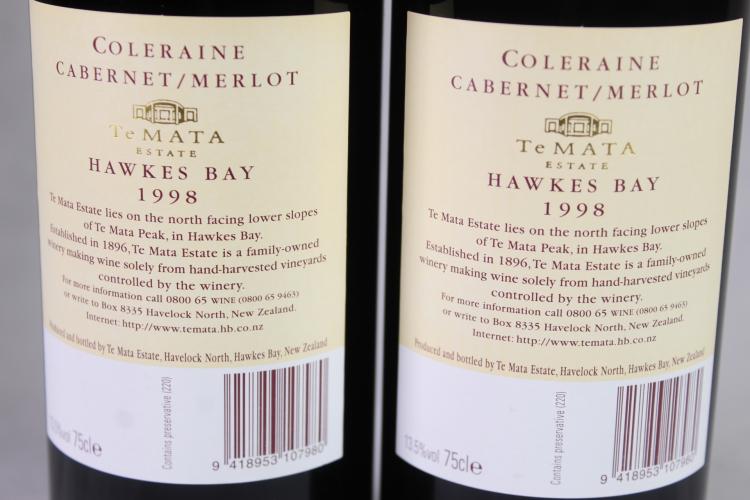 COLERAINE
CABERNET/MERLOT
Te MATA
ESTATE
HAWKES BAY
1998
Te Mata Estate lies on the north facing lower slopes
of Te Mata Peak, in Hawkes Bay.
Established in 1896, Te Mata Estate is a family-owned
winery making wine solely from hand-harvested vineyards
controlled by the winery.
For more information call 0800 65 WINE (0800 65 9463)
or write to Box 8335 Havelock North, New Zealand.
Internet: http://www.temata.hb.co.nz
Produced and bottled by Te Mata Estate, Havelock North, Hawkes Bay, New Zealand
75cle
Contains preservative (220)
9 418953 107980
COLERAINE
CABERNET/MERLOT
Te MATA
ESTATE
HAWKES BAY
1998
Te Mata Estate lies on the north facing lower slopes
of Te Mata Peak, in Hawkes Bay.
Established in 1896, Te Mata Estate is a family-owned
winery making wine solely from hand-harvested vineyards
controlled by the winery.
For more information call 0800 65 WINE (0800 65 9463)
or write to Box 8335 Havelock North, New Zealand.
Internet: http://www.temata.hb.co.nz
Produced and bottled by Te Mata Estate, Havelock North, Hawkes Bay, New Zealand
13.5%vol 75cle
Contains preservative (220)
9 418953 107980